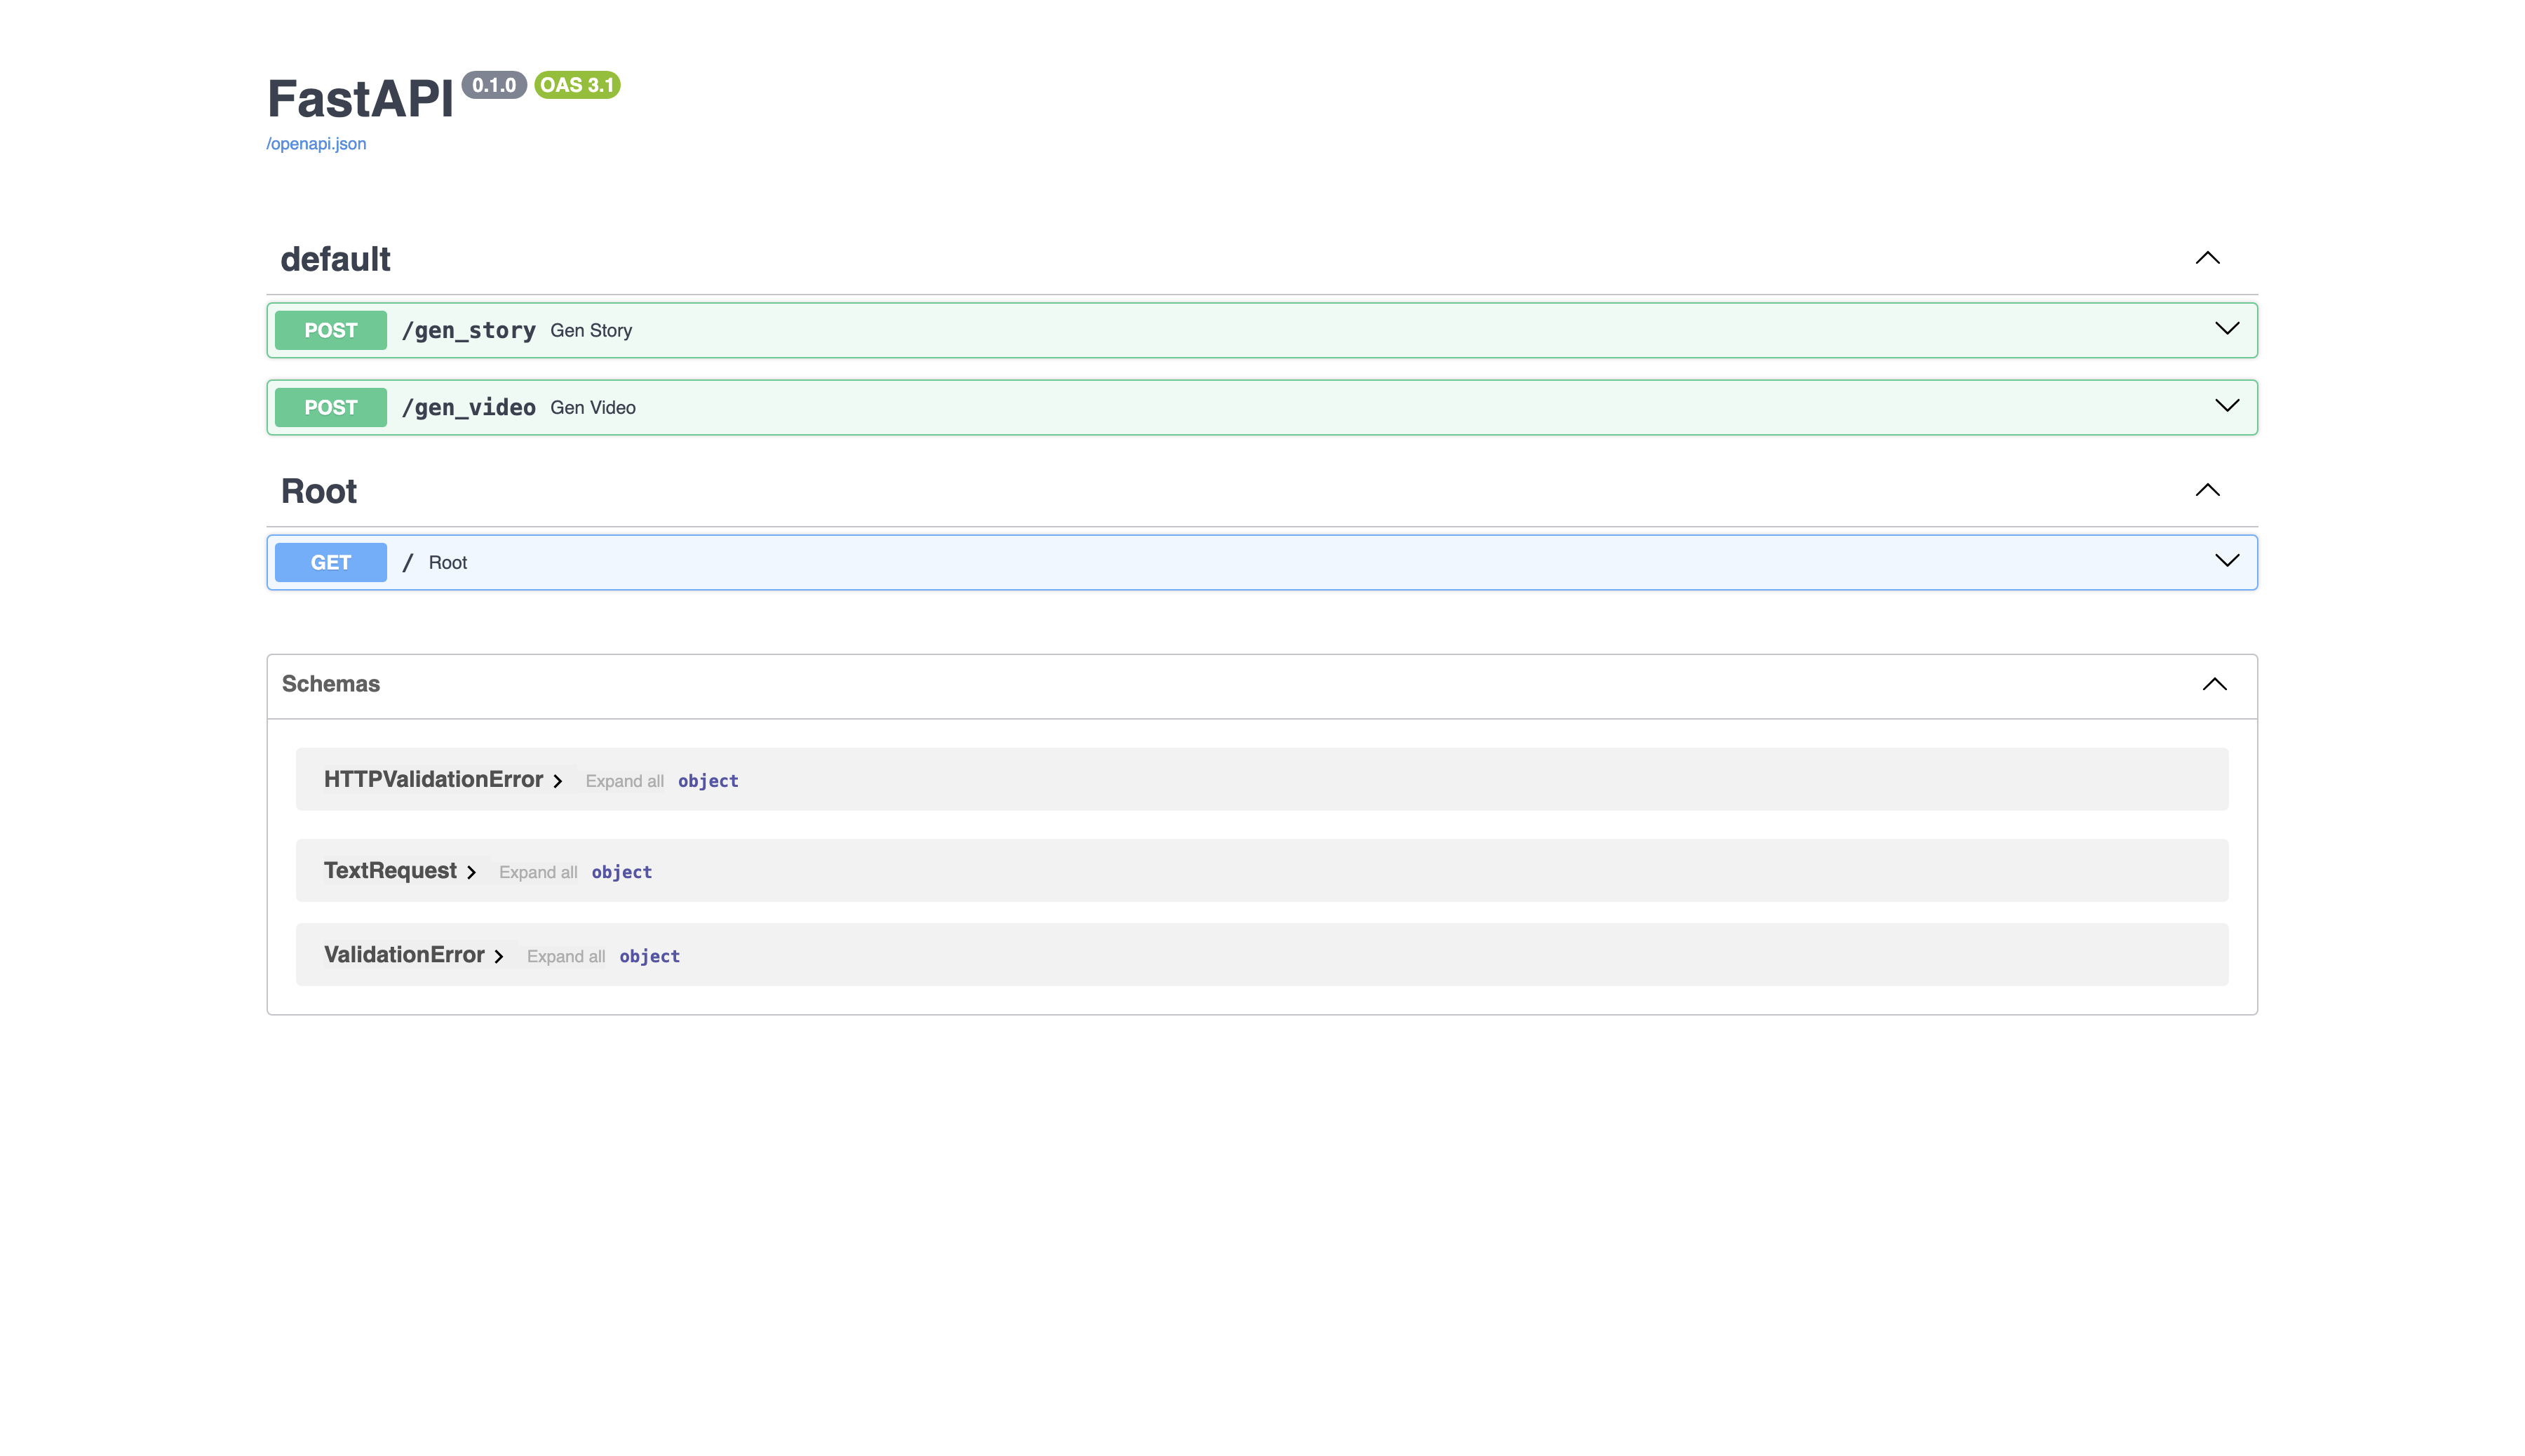 FastAPI 0.1.0 OAS 3.1
/openapi.json
default
POST /gen_story Gen Story
POST /gen_video Gen Video
Root
GET / Root
Schemas
HTTPValidationError Expand all object
TextRequest Expand all object
ValidationError Expand all object